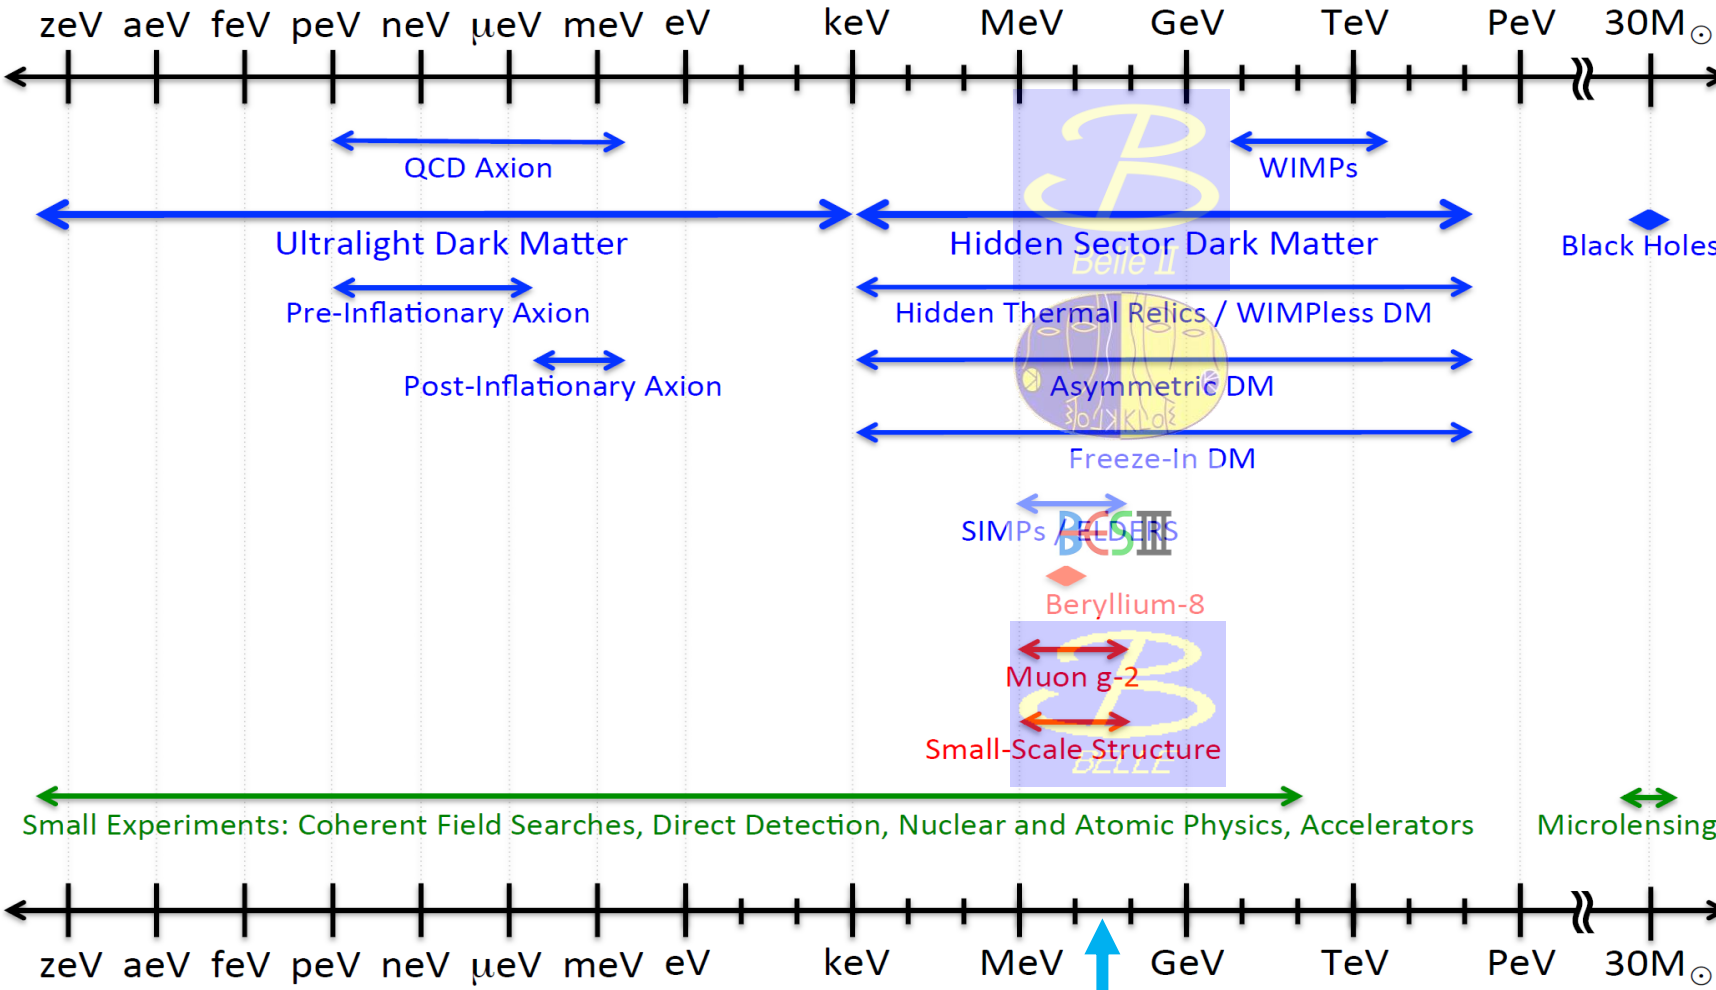 zeV aeV feV peV neV μeV meV eV keV MeV GeV TeV PeV 30M☉
QCD Axion
WIMPs
Ultralight Dark Matter
Hidden Sector Dark Matter
Black Holes
Belle II
Pre-Inflationary Axion
Hidden Thermal Relics / WIMPless DM
Post-Inflationary Axion
Asymmetric DM
KLOE
Freeze-In DM
SIMPs / ELDERS
BESIII
Beryllium-8
Muon g-2
Small-Scale Structure
BELLE
Small Experiments: Coherent Field Searches, Direct Detection, Nuclear and Atomic Physics, Accelerators
Microlensing
zeV aeV feV peV neV μeV meV eV keV MeV GeV TeV PeV 30M☉